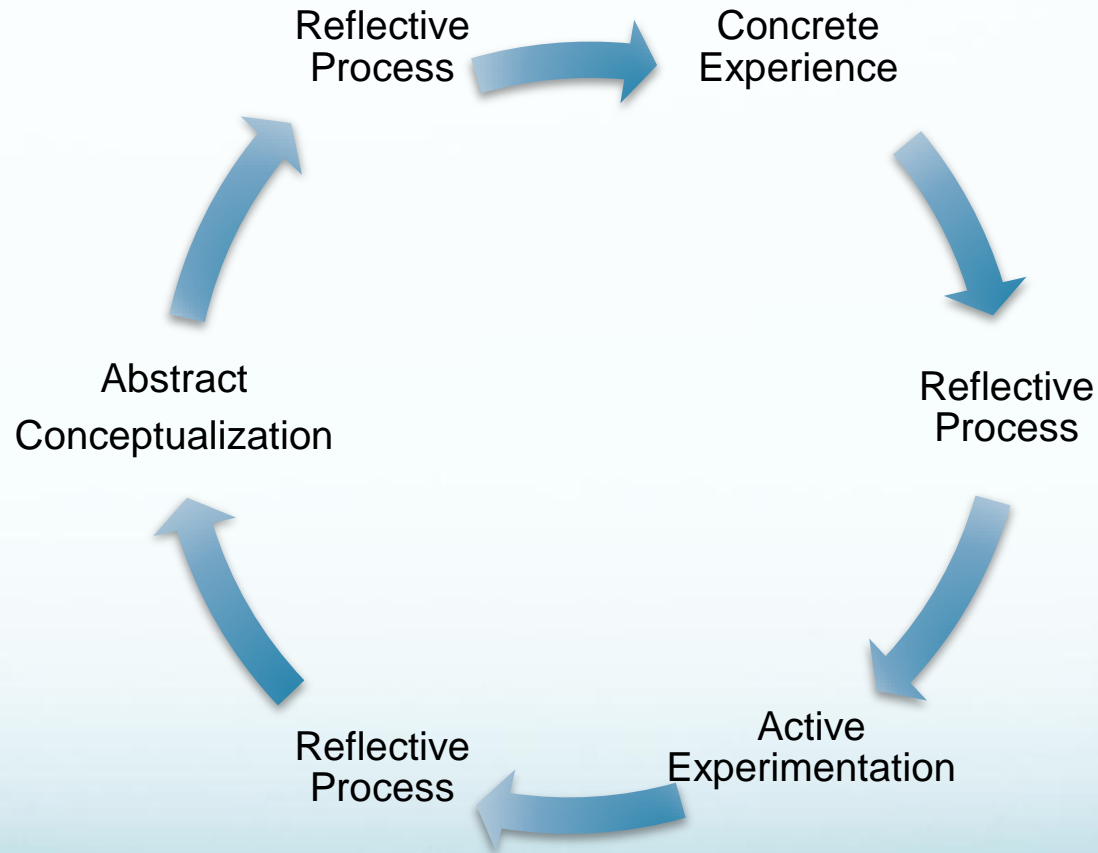 Reflective
Process
Concrete
Experience
Reflective
Process
Active
Experimentation
Reflective
Process
Abstract
Conceptualization